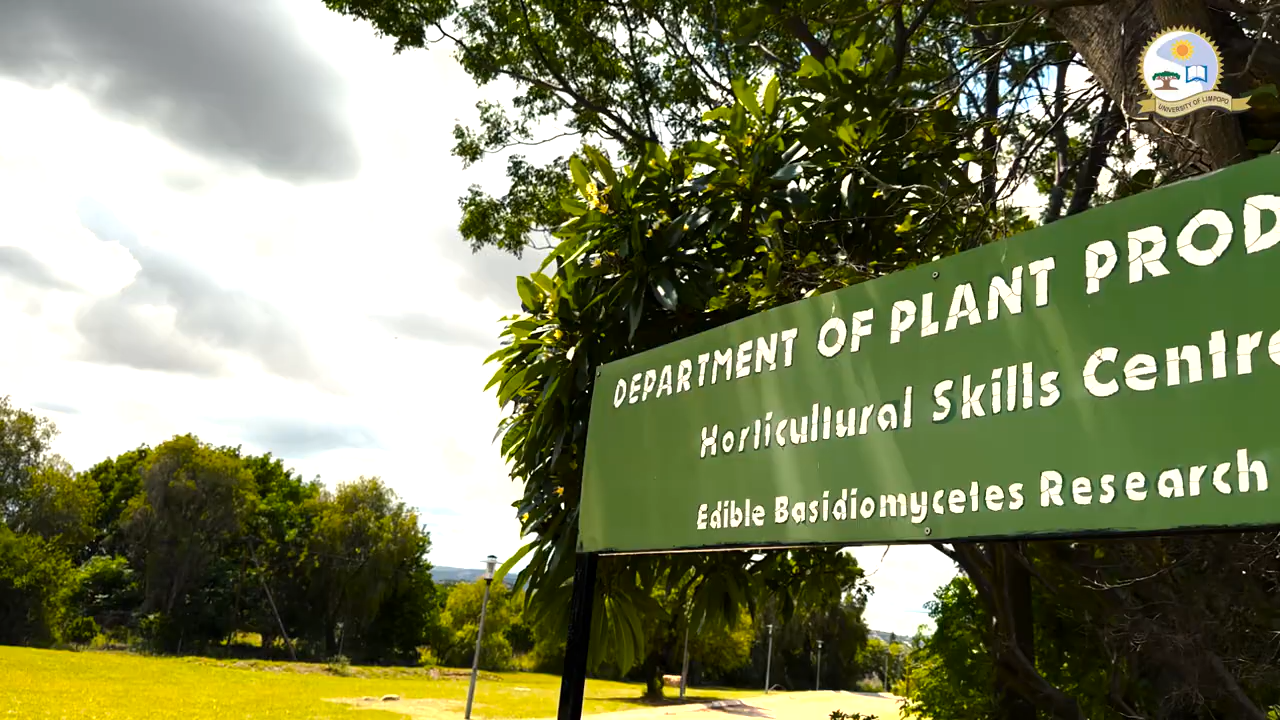 UNIVERSITY OF LIMPOPO
DEPARTMENT OF PLANT PROD
Horticultural Skills Centre
Edible Basidiomycetes Research